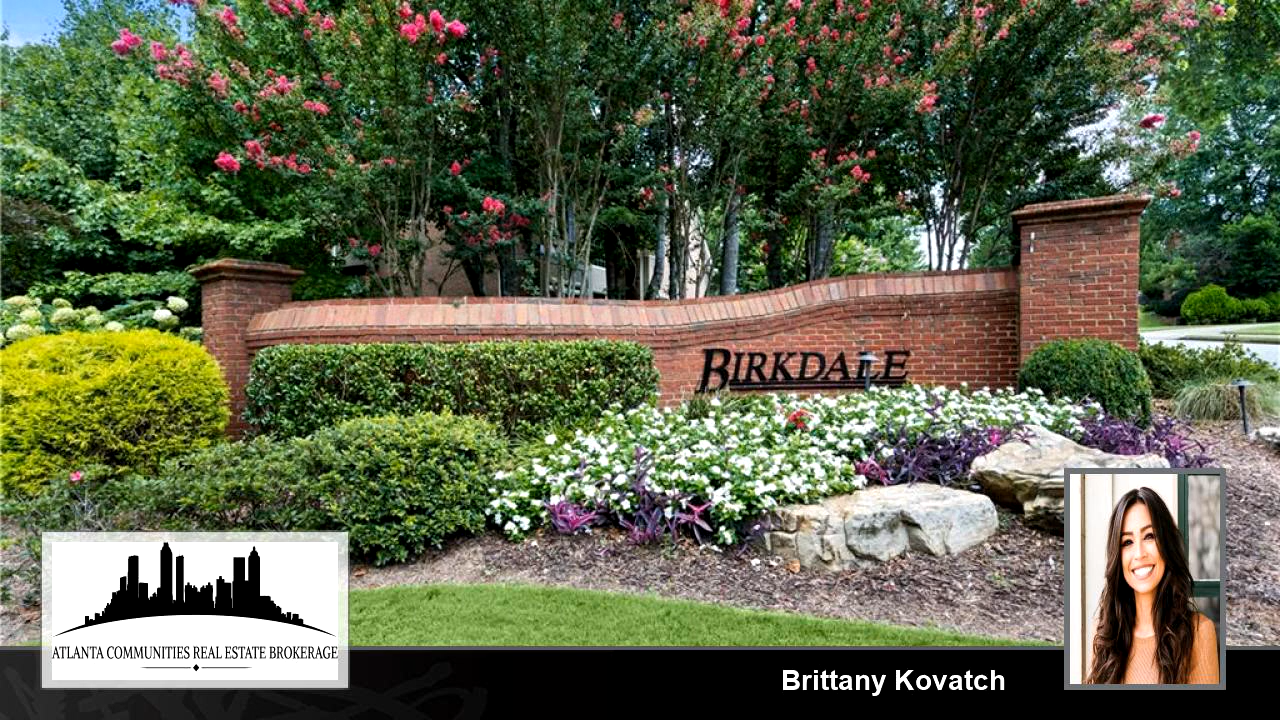 BIRKDALE
ATLANTA COMMUNITIES REAL ESTATE BROKERAGE
Brittany Kovatch